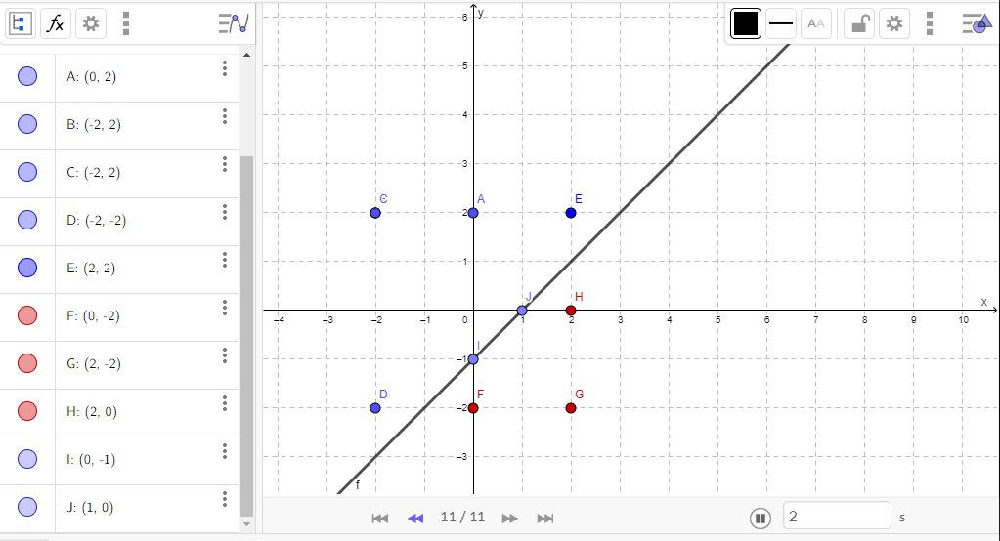 fx
AA
A: (0, 2)
B: (-2, 2)
C: (-2, 2)
D: (-2, -2)
E: (2, 2)
F: (0, -2)
G: (2, -2)
H: (2, 0)
I: (0, -1)
J: (1, 0)
y
6
5
4
3
C A 2 E
1
J H x
−4 −3 −2 −1 0 1 2 3 4 5 6 7 8 9 10
I
−1
D F G
−2
−3
f
11 / 11
2 s